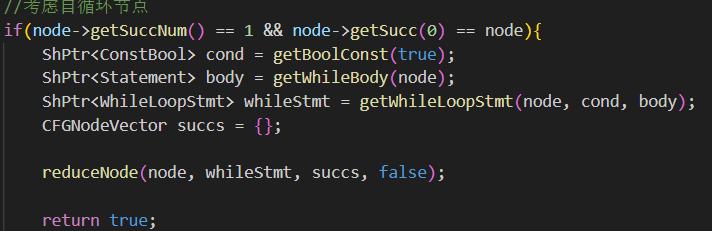 //考虑自循环节点
if(node->getSuccNum() == 1 && node->getSucc(0) == node){
ShPtr<ConstBool> cond = getBoolConst(true);
ShPtr<Statement> body = getWhileBody(node);
ShPtr<WhileLoopStmt> whileStmt = getWhileLoopStmt(node, cond, body);
CFGNodeVector succs = {};
reduceNode(node, whileStmt, succs, false);
return true;